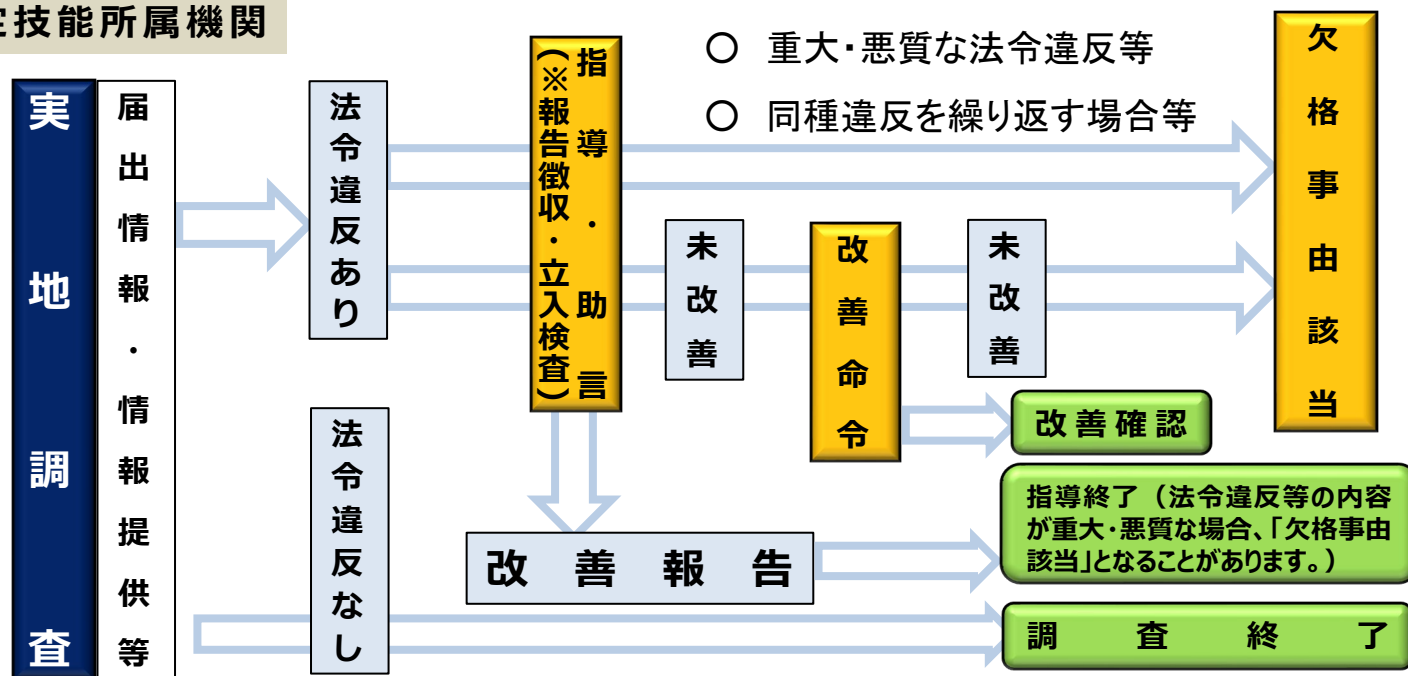 定技能所属機関
実地調査
届出情報・情報提供等
法令違反あり
法令違反なし
指導・助言
(※報告徴収・立入検査)
〇 重大・悪質な法令違反等
〇 同種違反を繰り返す場合等
未改善
改善命令
未改善
欠格事由該当
改善確認
改善報告
指導終了（法令違反等の内容
が重大・悪質な場合、「欠格事由
該当」となることがあります。）
調査終了